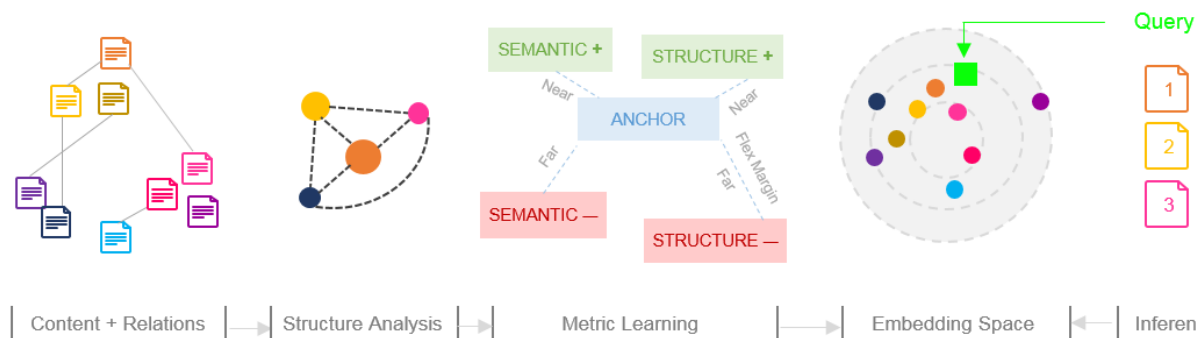 Query
SEMANTIC +
STRUCTURE +
Near
Near
ANCHOR
Far
Flex Margin
Far
SEMANTIC —
STRUCTURE —
1
2
3
Content + Relations
Structure Analysis
Metric Learning
Embedding Space
Inferen